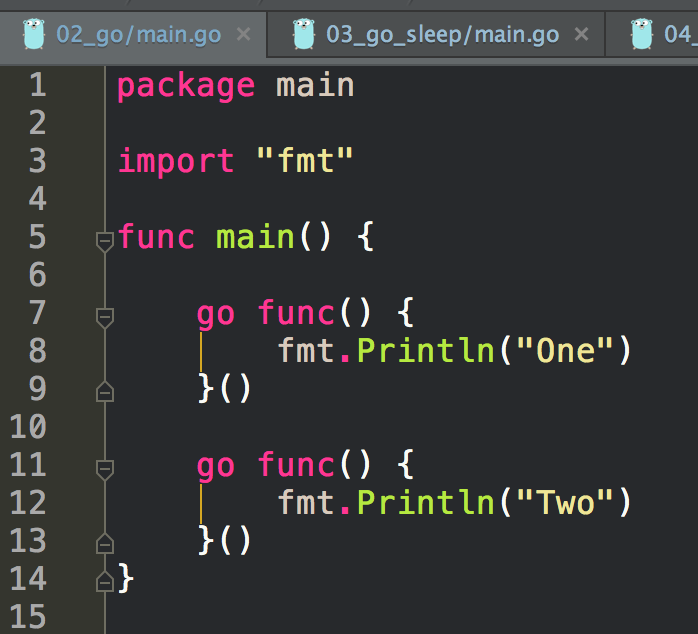 02_go/main.go × 03_go_sleep/main.go × 04_
1 package main
2
3 import "fmt"
4
5 func main() {
6
7     go func() {
8         fmt.Println("One")
9     }()
10
11     go func() {
12         fmt.Println("Two")
13     }()
14 }
15